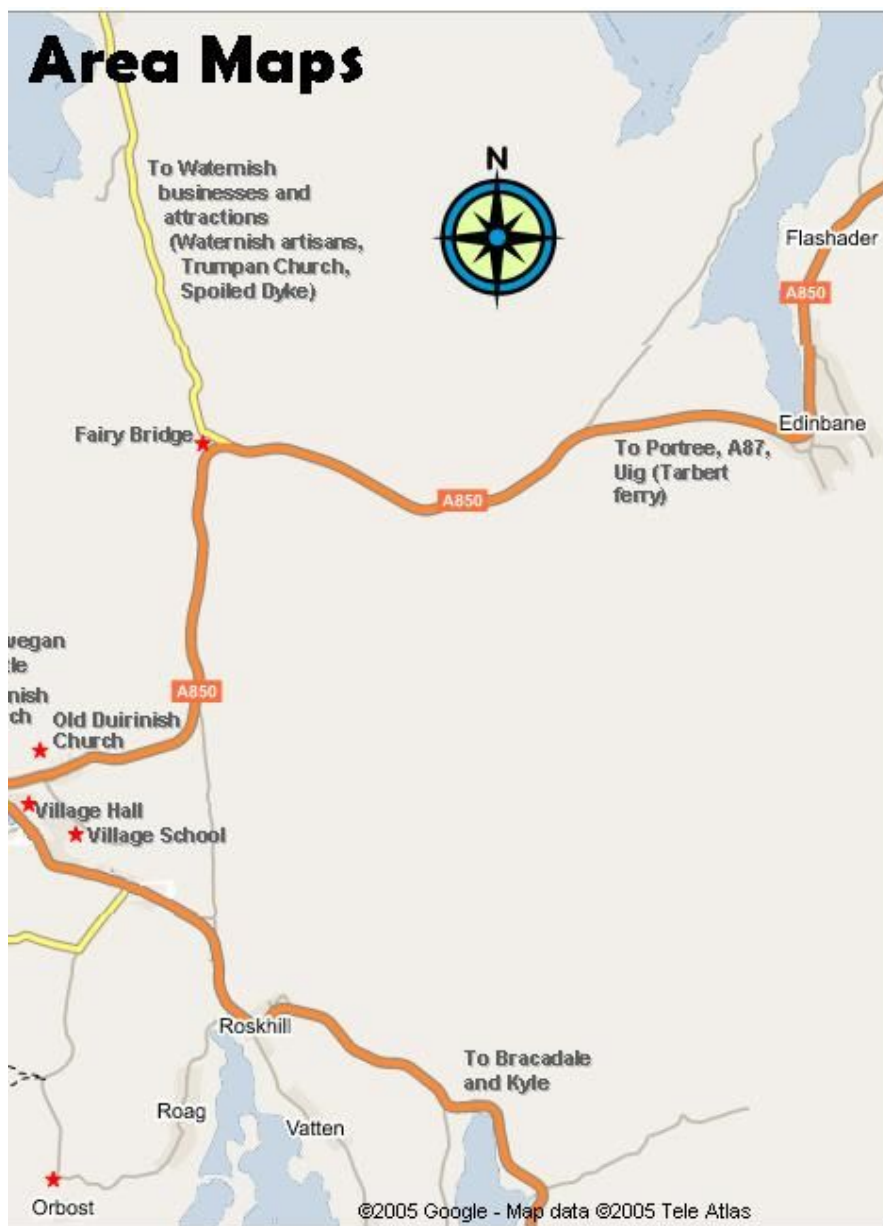 Area Maps
N
To Waternish
businesses and
attractions
(Waternish artisans,
Trumpan Church,
Spoiled Dyke)
Flashader
A850
Fairy Bridge
Edinbane
To Portree, A87,
Uig (Tarbert
ferry)
A850
A850
Old Duirinish
Church
Village Hall
Village School
Roskhill
To Bracadale
and Kyle
Roag
Vatten
Orbost
©2005 Google - Map data ©2005 Tele Atlas